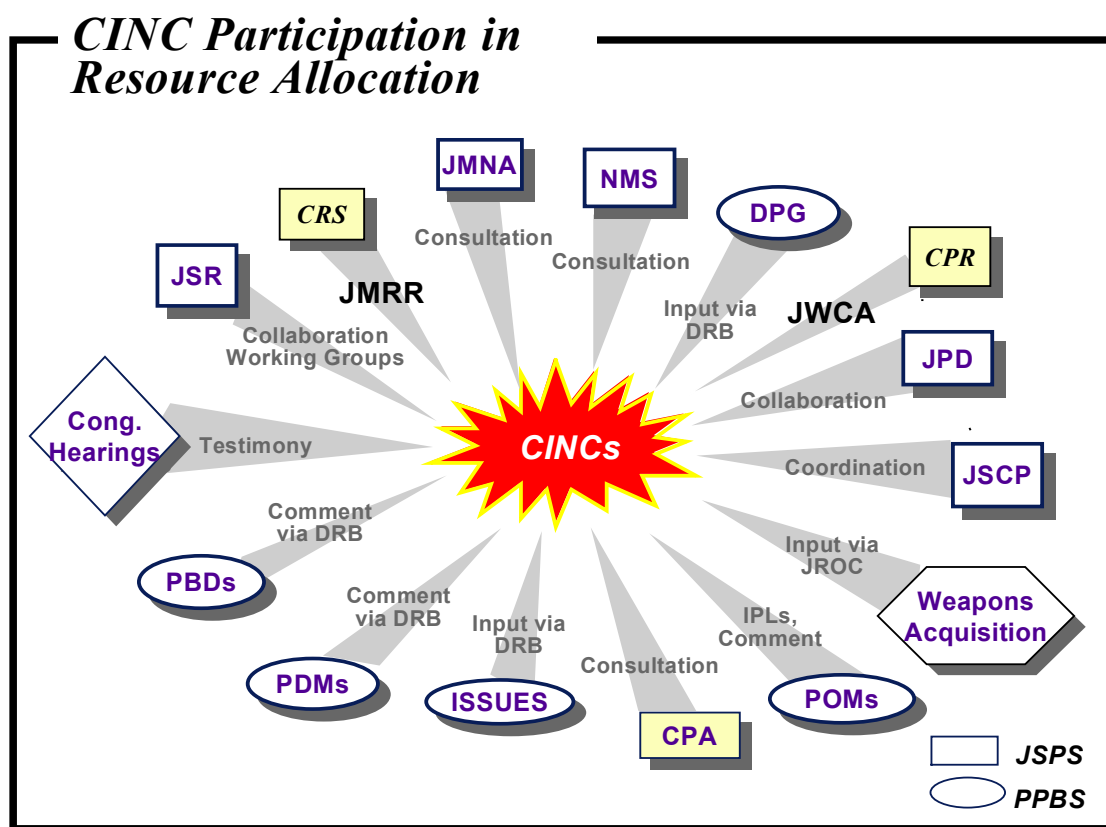 CINC Participation in
Resource Allocation
JMNA
NMS
DPG
CRS
CPR
JSR
Consultation
Consultation
JMRR
Input via
DRB
JWCA
Collaboration
Working Groups
JPD
Collaboration
Cong.
Hearings
Testimony
CINCs
Coordination
JSCP
Comment
via DRB
Input via
JROC
PBDs
Comment
via DRB
Input via
DRB
Consultation
IPLs,
Comment
Weapons
Acquisition
PDMs
ISSUES
CPA
POMs
JSPS
PPBS